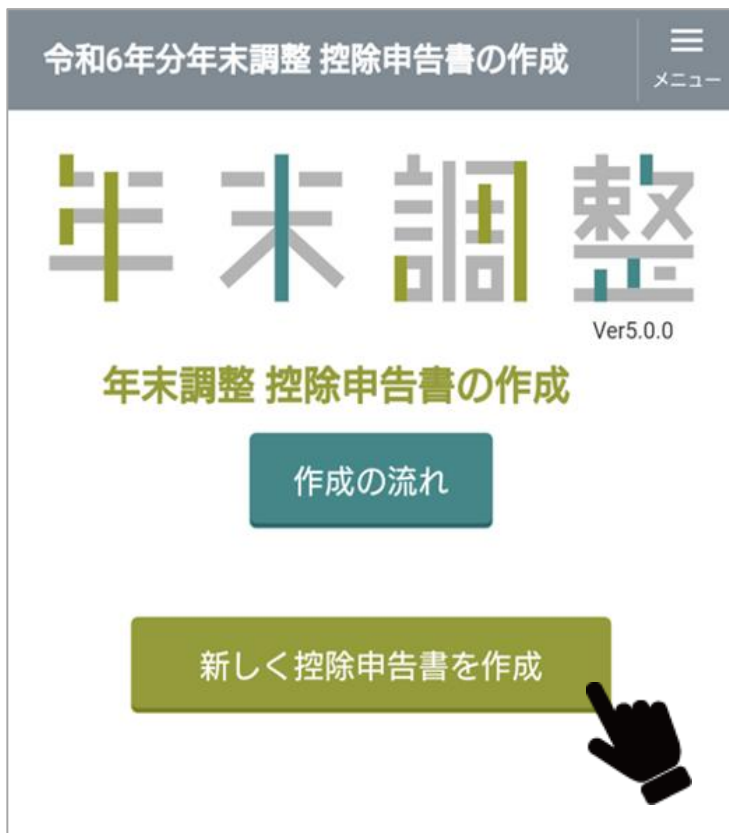 令和6年分年末調整 控除申告書の作成
メニュー
年末調整
Ver5.0.0
年末調整 控除申告書の作成
作成の流れ
新しく控除申告書を作成